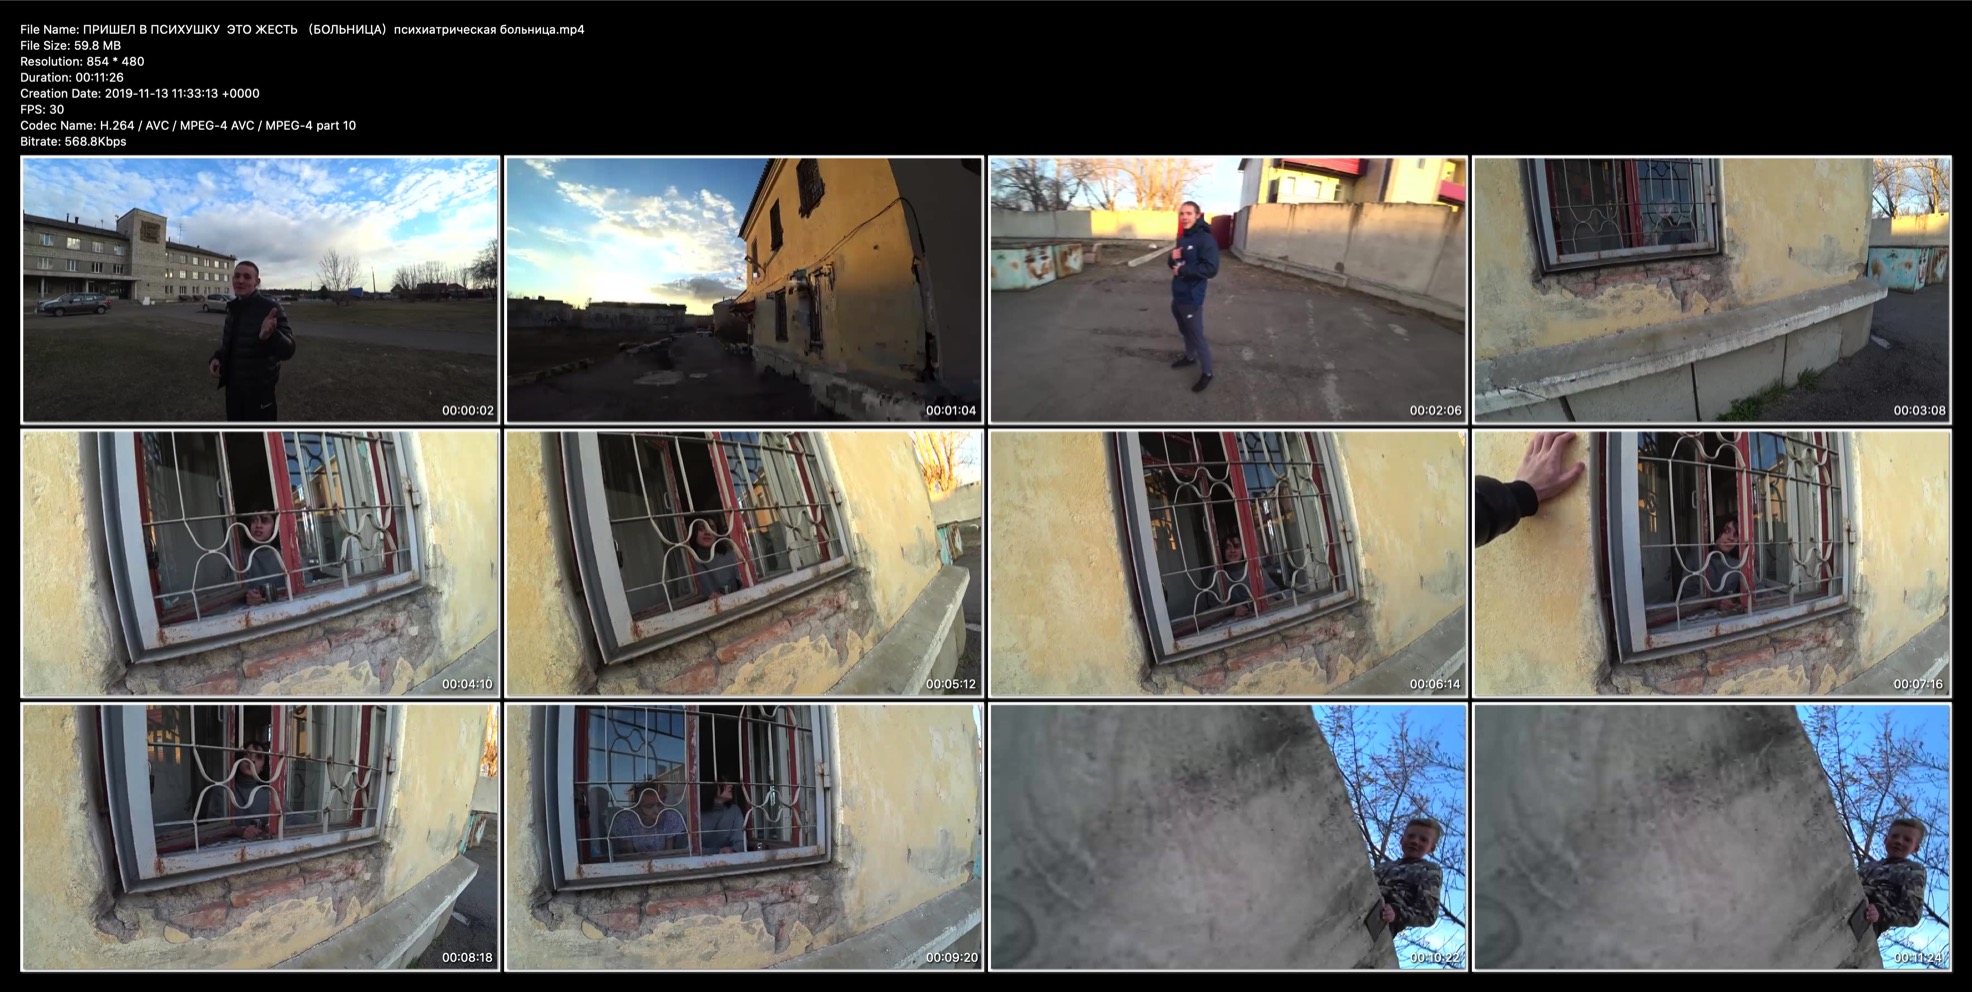 File Name: ПРИШЕЛ В ПСИХУШКУ  ЭТО ЖЕСТЬ   (БОЛЬНИЦА)  психиатрическая больница.mp4
File Size: 59.8 MB
Resolution: 854 * 480
Duration: 00:11:26
Creation Date: 2019-11-13 11:33:13 +0000
FPS: 30
Codec Name: H.264 / AVC / MPEG-4 AVC / MPEG-4 part 10
Bitrate: 568.8Kbps
00:00:02
00:01:04
00:02:06
00:03:08
00:04:10
00:05:12
00:06:14
00:07:16
00:08:18
00:09:20
00:10:22
00:11:24